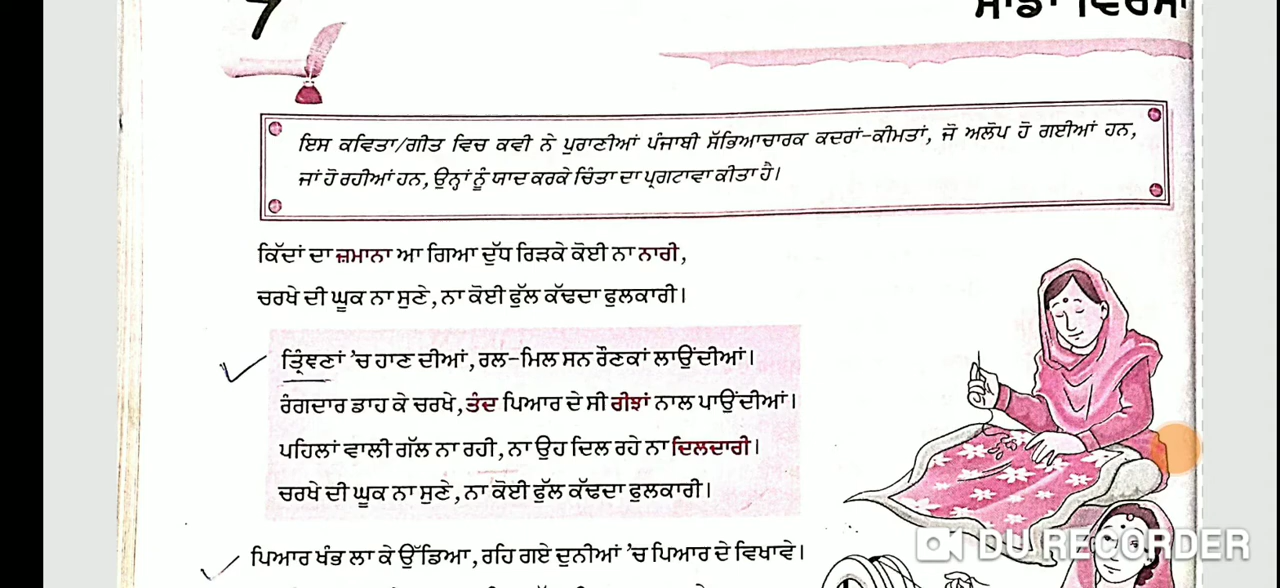 7
ਸਾਡਾ ਵਿਰਸਾ
ਇਸ ਕਵਿਤਾ/ਗੀਤ ਵਿਚ ਕਵੀ ਨੇ ਪੁਰਾਣੀਆਂ ਪੰਜਾਬੀ ਸੱਭਿਆਚਾਰਕ ਕਦਰਾਂ-ਕੀਮਤਾਂ, ਜੋ ਅਲੋਪ ਹੋ ਗਈਆਂ ਹਨ,
ਜਾਂ ਹੋ ਰਹੀਆਂ ਹਨ, ਉਨ੍ਹਾਂ ਨੂੰ ਯਾਦ ਕਰਕੇ ਚਿੰਤਾ ਦਾ ਪ੍ਰਗਟਾਵਾ ਕੀਤਾ ਹੈ।
ਕਿੱਦਾਂ ਦਾ ਜ਼ਮਾਨਾ ਆ ਗਿਆ ਦੁੱਧ ਰਿੜਕੇ ਕੋਈ ਨਾ ਨਾਰੀ,
ਚਰਖੇ ਦੀ ਘੂਕ ਨਾ ਸੁਣੇ, ਨਾ ਕੋਈ ਫੁੱਲ ਕੱਢਦਾ ਫੁਲਕਾਰੀ।
ਤ੍ਰਿੰਞਣਾਂ 'ਚ ਹਾਣ ਦੀਆਂ, ਰਲ-ਮਿਲ ਸਨ ਰੌਣਕਾਂ ਲਾਉਂਦੀਆਂ।
ਰੰਗਦਾਰ ਡਾਹ ਕੇ ਚਰਖੇ, ਤੰਦ ਪਿਆਰ ਦੇ ਸੀ ਰੀਝਾਂ ਨਾਲ ਪਾਉਂਦੀਆਂ।
ਪਹਿਲਾਂ ਵਾਲੀ ਗੱਲ ਨਾ ਰਹੀ, ਨਾ ਉਹ ਦਿਲ ਰਹੇ ਨਾ ਦਿਲਦਾਰੀ।
ਚਰਖੇ ਦੀ ਘੂਕ ਨਾ ਸੁਣੇ, ਨਾ ਕੋਈ ਫੁੱਲ ਕੱਢਦਾ ਫੁਲਕਾਰੀ।
ਪਿਆਰ ਖੰਭ ਲਾ ਕੇ ਉੱਡਿਆ, ਰਹਿ ਗਏ ਦੁਨੀਆਂ 'ਚ ਪਿਆਰ ਦੇ ਵਿਖਾਵੇ।
DU RECORDER